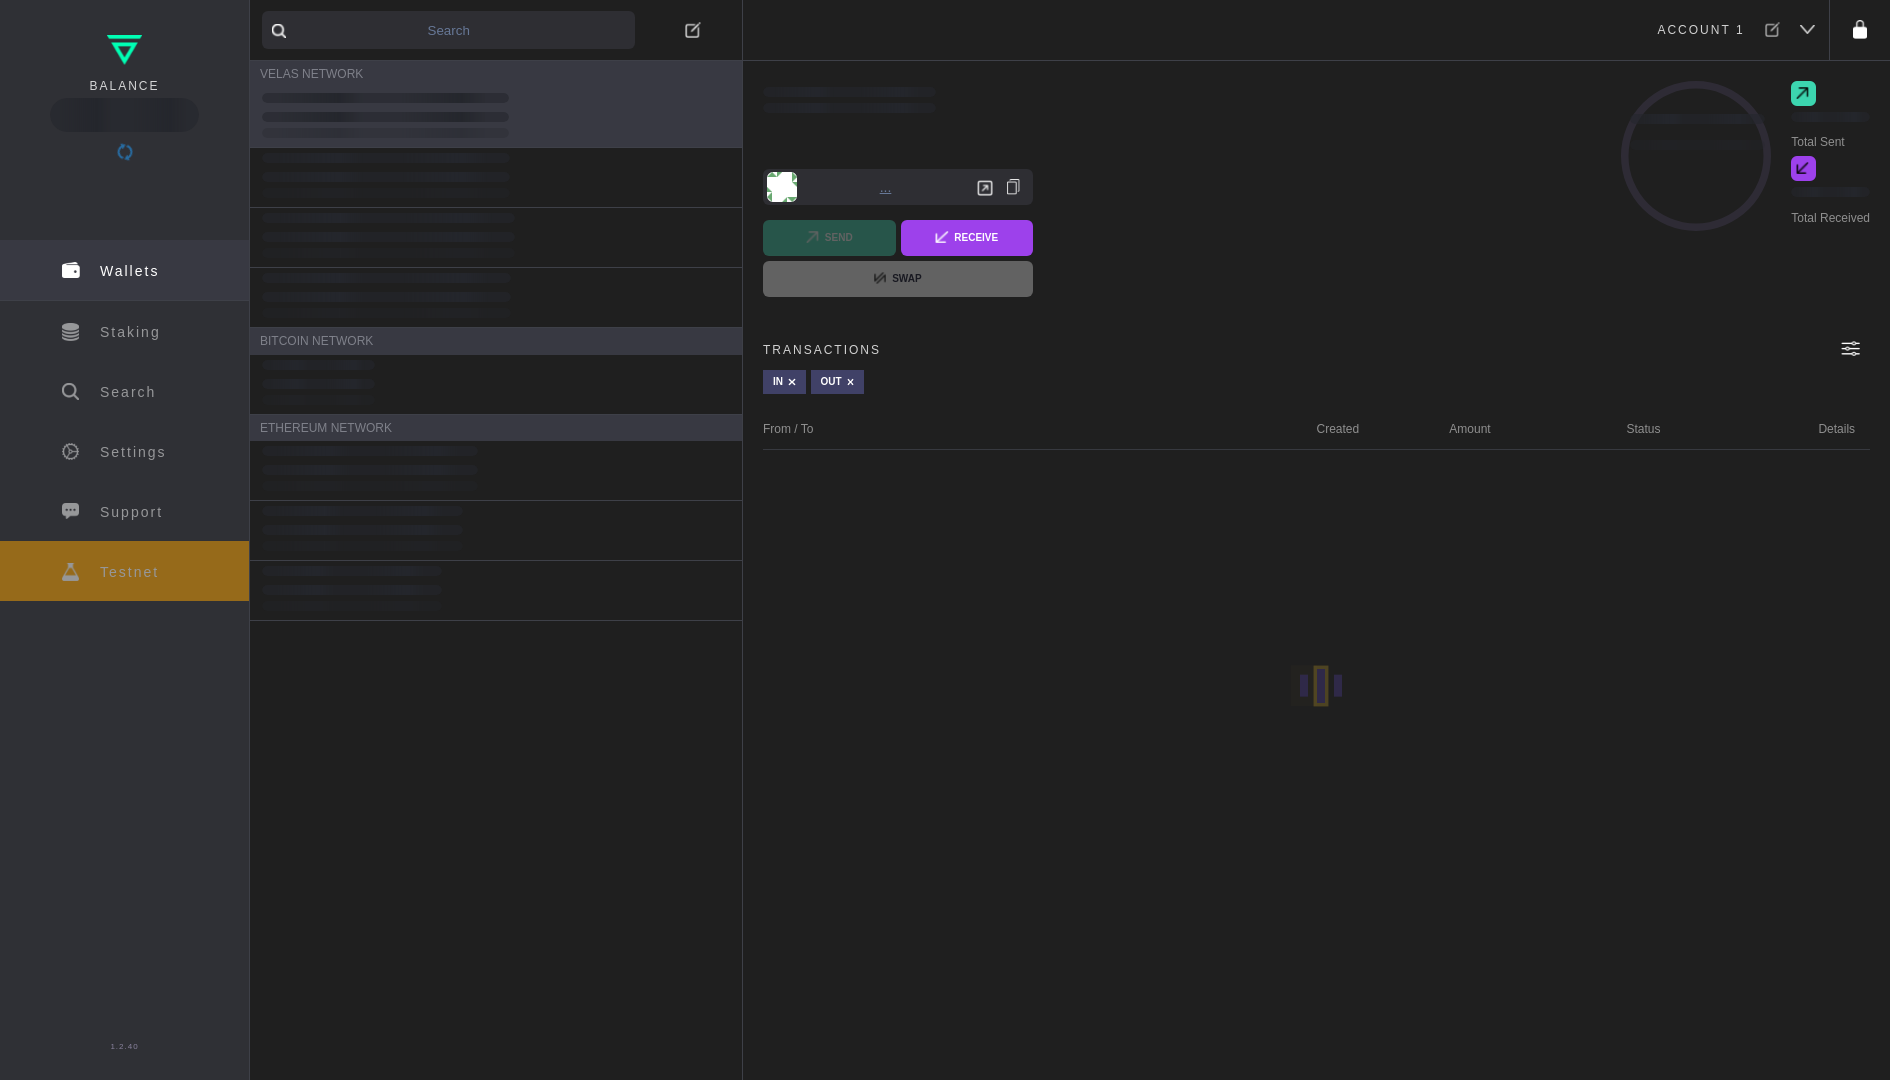 BALANCE
Wallets
Staking
Search
Settings
Support
Testnet
1.2.40
Search
VELAS NETWORK
BITCOIN NETWORK
ETHEREUM NETWORK
ACCOUNT 1
Total Sent
Total Received
...
SEND
RECEIVE
SWAP
TRANSACTIONS
IN ×
OUT ×
From / To Created Amount Status Details